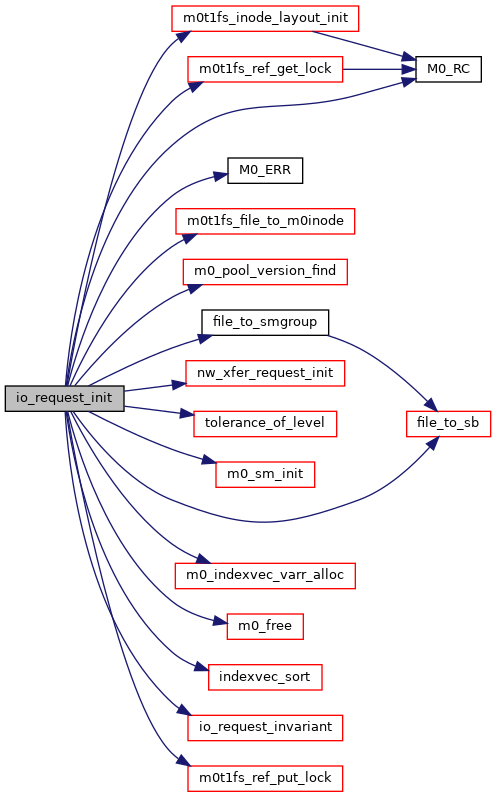 m0t1fs_inode_layout_init
m0t1fs_ref_get_lock
M0_RC
M0_ERR
m0t1fs_file_to_m0inode
m0_pool_version_find
file_to_smgroup
nw_xfer_request_init
io_request_init
tolerance_of_level
file_to_sb
m0_sm_init
m0_indexvec_varr_alloc
m0_free
indexvec_sort
io_request_invariant
m0t1fs_ref_put_lock